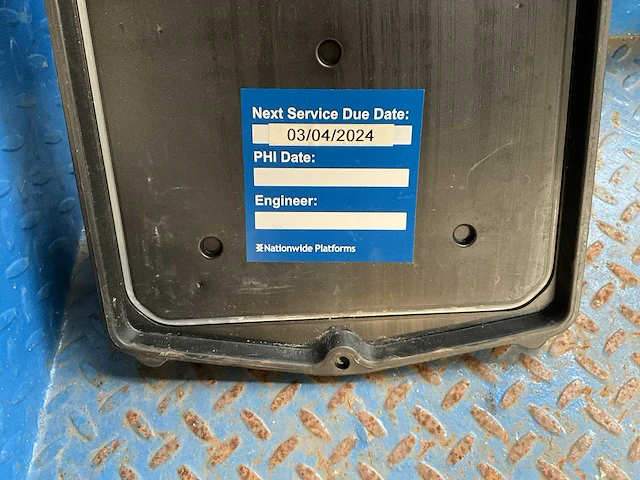 Next Service Due Date:
03/04/2024
PHI Date:
Engineer:
Nationwide Platforms